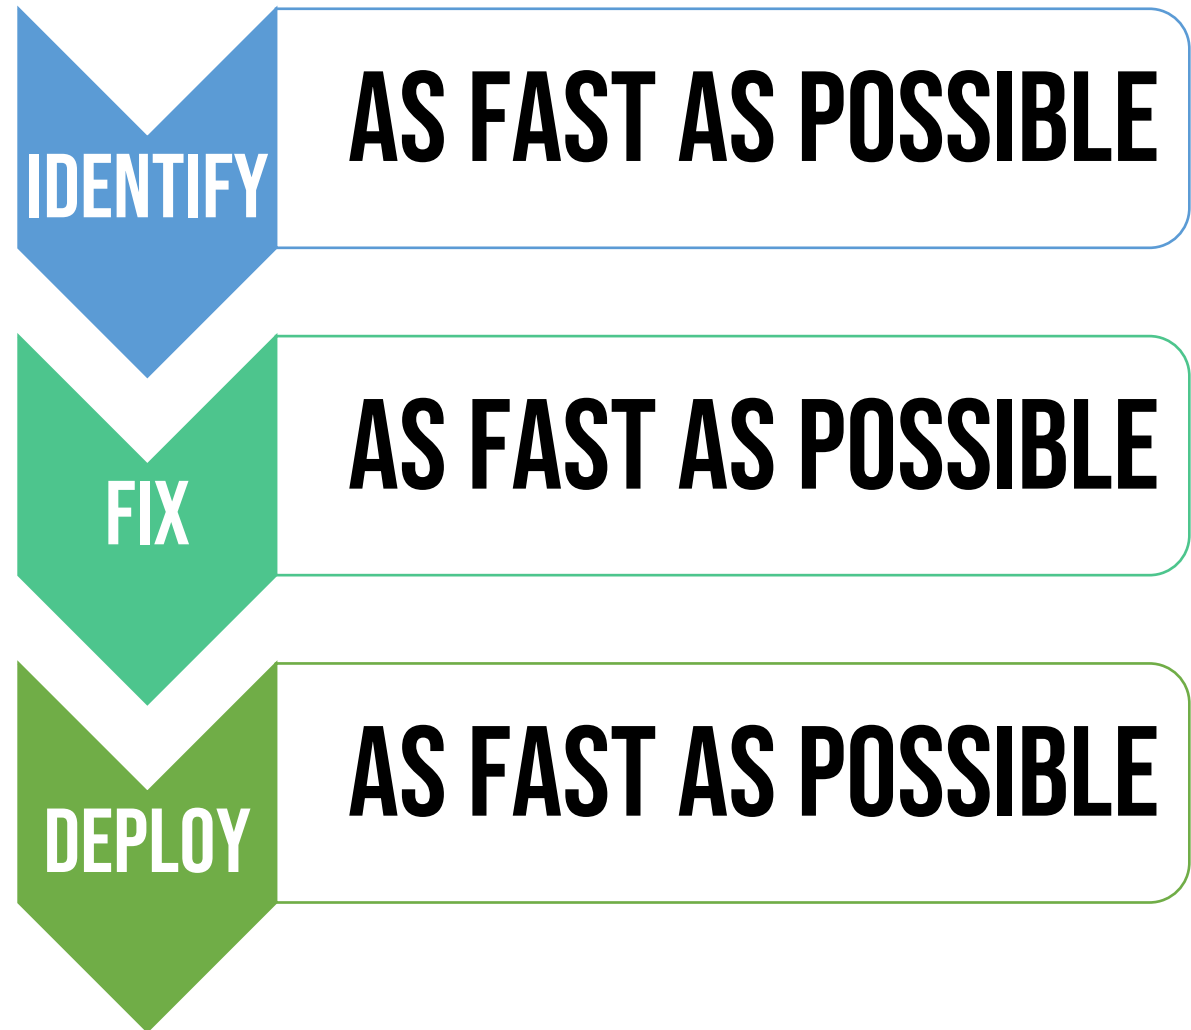 IDENTIFY
AS FAST AS POSSIBLE
FIX
AS FAST AS POSSIBLE
DEPLOY
AS FAST AS POSSIBLE